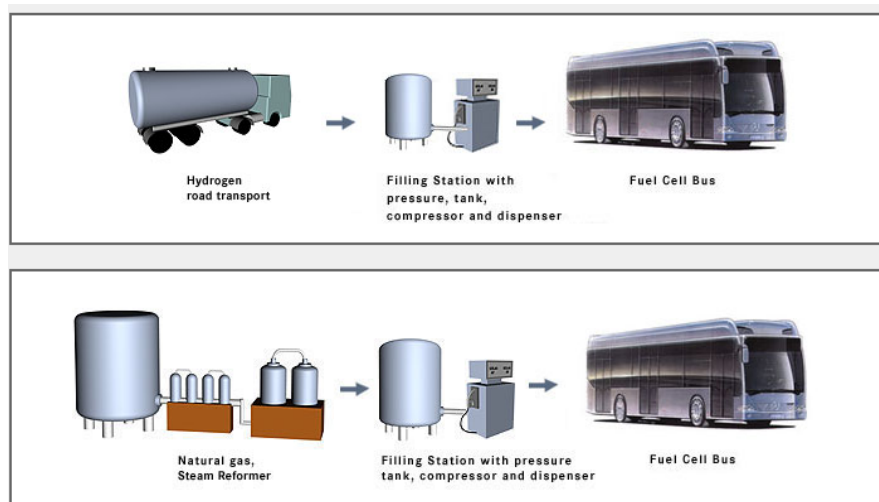 Hydrogen
road transport
Filling Station with
pressure, tank,
compressor and dispenser
Fuel Cell Bus
Natural gas,
Steam Reformer
Filling Station with pressure
tank, compressor and dispenser
Fuel Cell Bus